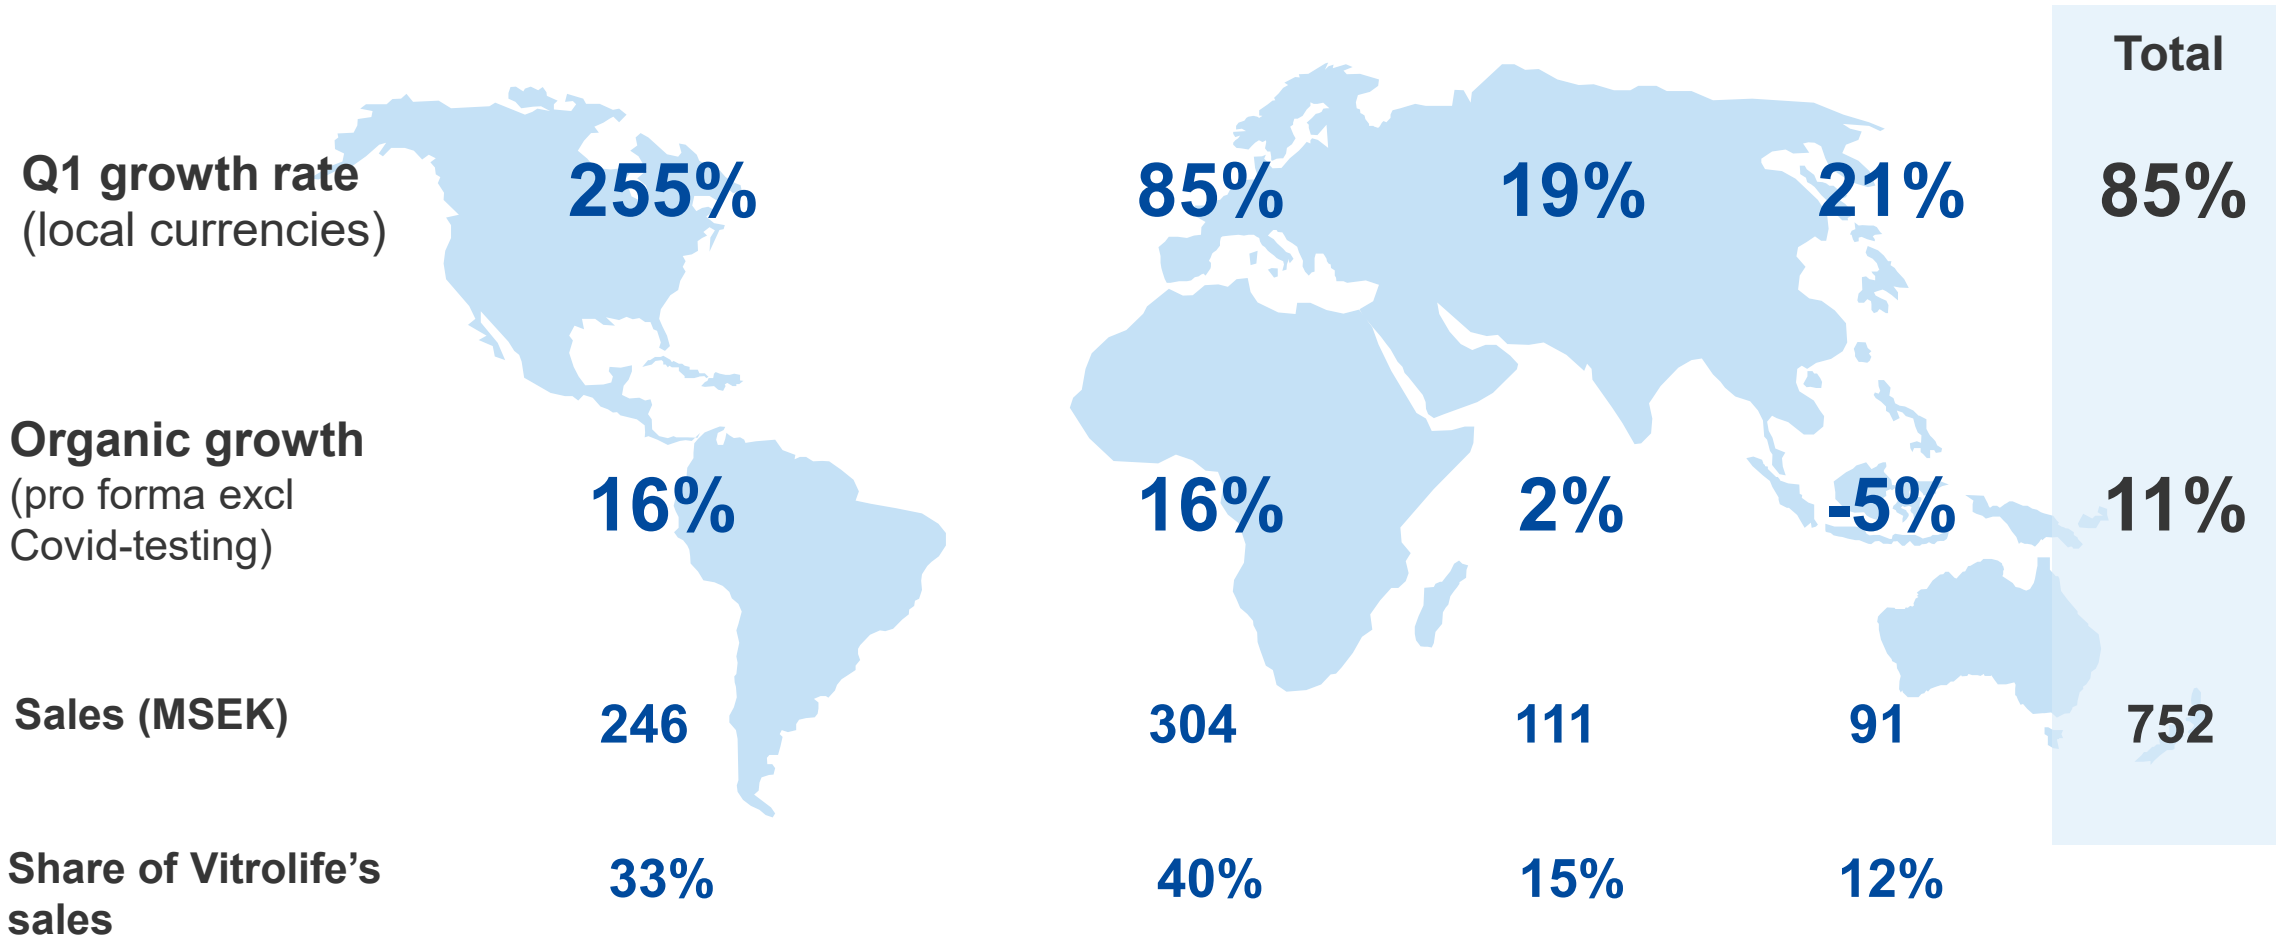 Total
Q1 growth rate
(local currencies)
255% 85% 19% 21% 85%
Organic growth
(pro forma excl
Covid-testing)
16% 16% 2% -5% 11%
Sales (MSEK) 246 304 111 91 752
Share of Vitrolife’s
sales
33% 40% 15% 12%